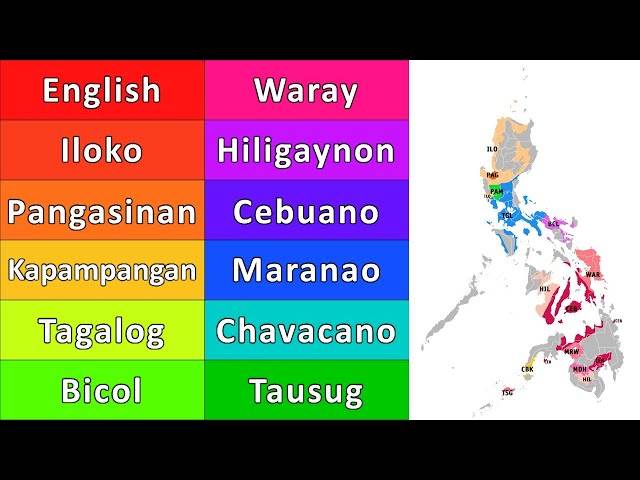 English
Waray
Iloko
Hiligaynon
Pangasinan
Cebuano
Kapampangan
Maranao
Tagalog
Chavacano
Bicol
Tausug
ILO
PAG
PAM
TGL
BCL
WAR
HIL
CEB
MRW
CBK
MDH
HIL
TSG